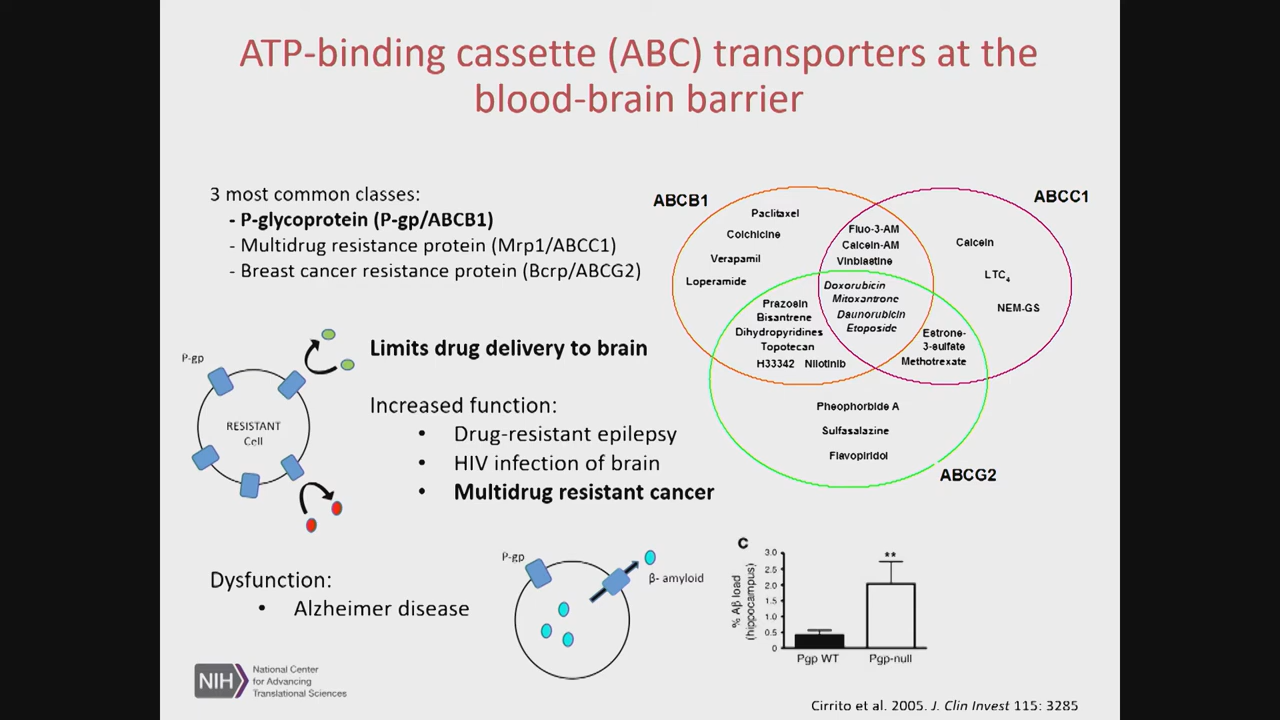 ATP-binding cassette (ABC) transporters at the
blood-brain barrier
3 most common classes:
- P-glycoprotein (P-gp/ABCB1)
- Multidrug resistance protein (Mrp1/ABCC1)
- Breast cancer resistance protein (Bcrp/ABCG2)
ABCB1
ABCC1
Paclitaxel
Colchicine
Verapamil
Loperamide
Fluo-3-AM
Calcein-AM
Vinblastine
Calcein
LTC4
NEM-GS
Doxorubicin
Mitoxantrone
Daunorubicin
Etoposide
Prazosin
Bisantrene
Dihydropyridines
Topotecan
H33342 Nilotinib
Estrone-
3-sulfate
Methotrexate
Pheophorbide A
Sulfasalazine
Flavopiridol
ABCG2
P-gp
RESISTANT
Cell
Limits drug delivery to brain
Increased function:
• Drug-resistant epilepsy
• HIV infection of brain
• Multidrug resistant cancer
Dysfunction:
• Alzheimer disease
P-gp
β- amyloid
C
% Aβ load
(hippocampus)
3.0
2.5
2.0
1.5
1.0
0.5
0
**
Pgp WT
Pgp-null
NIH
National Center
for Advancing
Translational Sciences
Cirrito et al. 2005. J. Clin Invest 115: 3285